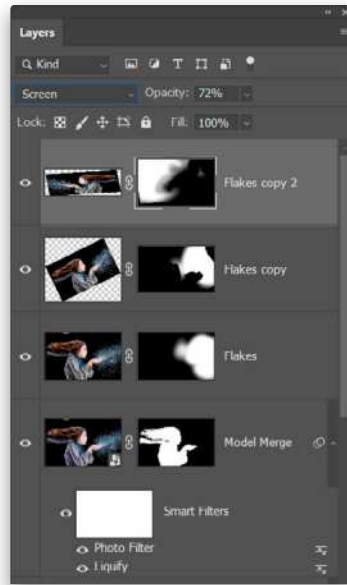 Layers
Kind
Screen Opacity: 72%
Lock: Fill: 100%
Flakes copy 2
Flakes copy
Flakes
Model Merge
Smart Filters
Photo Filter
Liquify